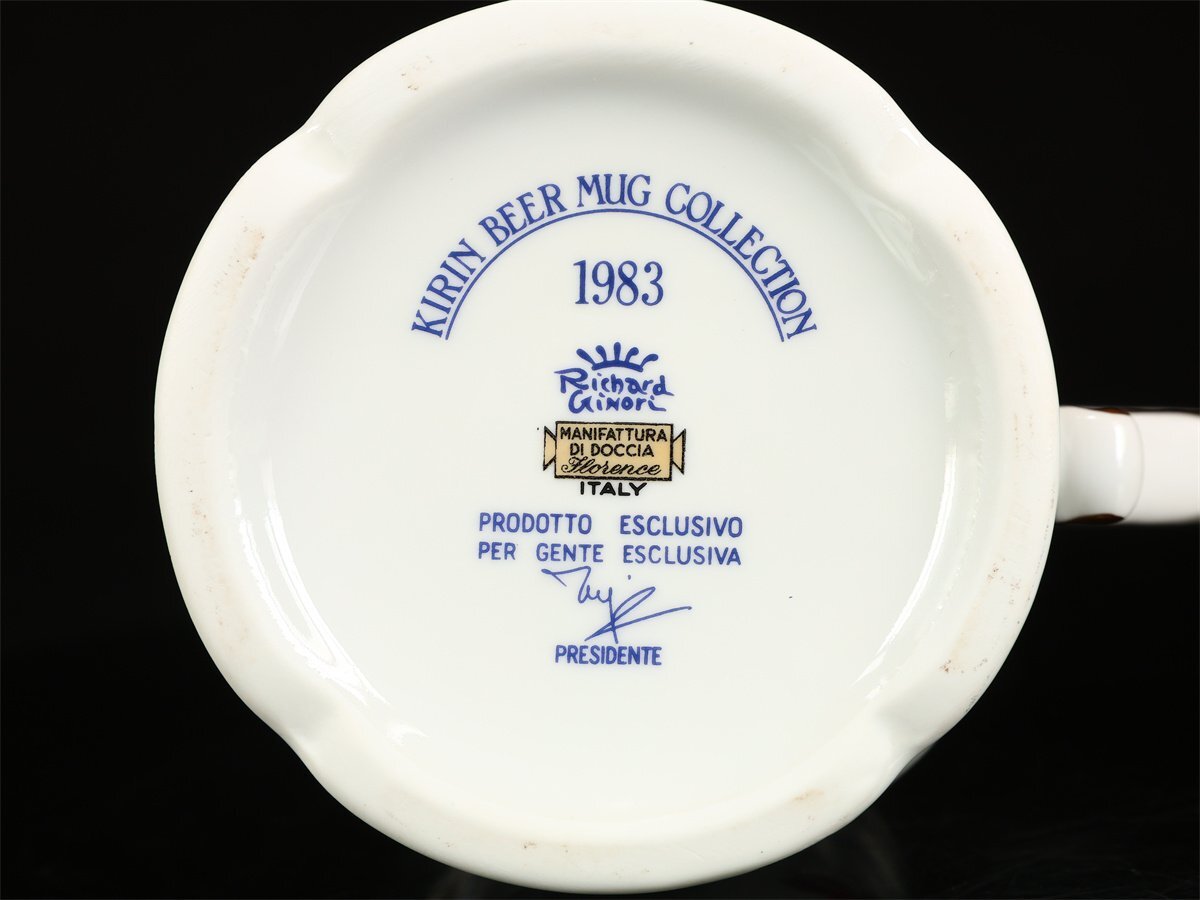 KIRIN BEER MUG COLLECTION
1983
Richard
Ginori
MANIFATTURA
DI DOCCIA
Florence
ITALY
PRODOTTO ESCLUSIVO
PER GENTE ESCLUSIVA
PRESIDENTE